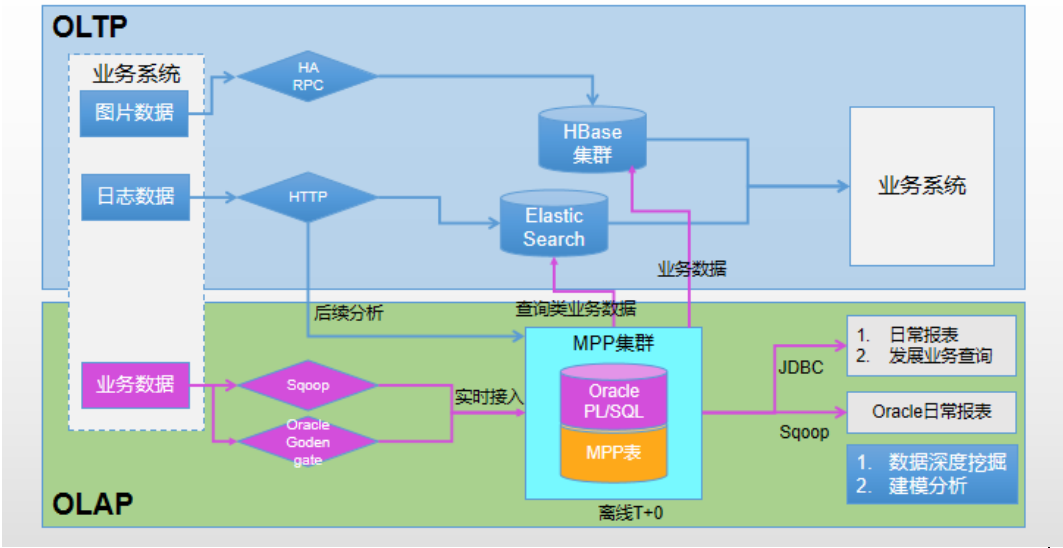 OLTP
业务系统
图片数据
HA
RPC
HBase
集群
日志数据
HTTP
Elastic
Search
业务系统
业务数据
后续分析
查询类业务数据
MPP集群
业务数据
Sqoop
Oracle
Goden
gate
实时接入
Oracle
PL/SQL
MPP表
JDBC
Sqoop
1. 日常报表
2. 发展业务查询
Oracle日常报表
1. 数据深度挖掘
2. 建模分析
OLAP
离线T+0